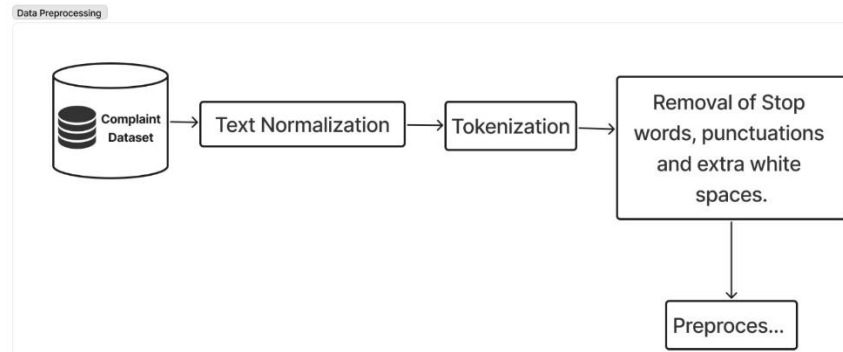 Data Preprocessing
Complaint
Dataset
Text Normalization
Tokenization
Removal of Stop
words, punctuations
and extra white
spaces.
Preproces...